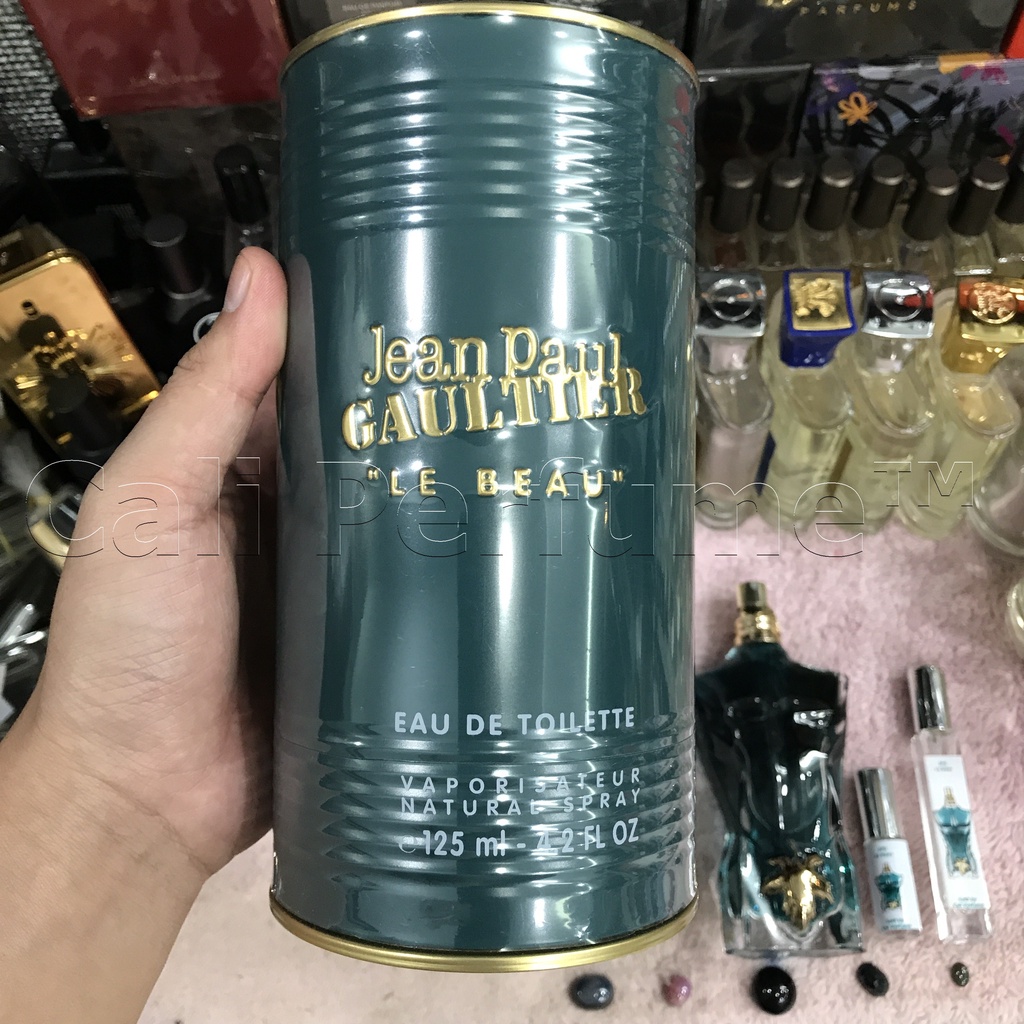 PARFUMS
Jean Paul
GAULTIER
"LE BEAU"
Cali Perfume™
EAU DE TOILETTE
VAPORISATEUR
NATURAL SPRAY
e 125 ml - 4.2 FL OZ